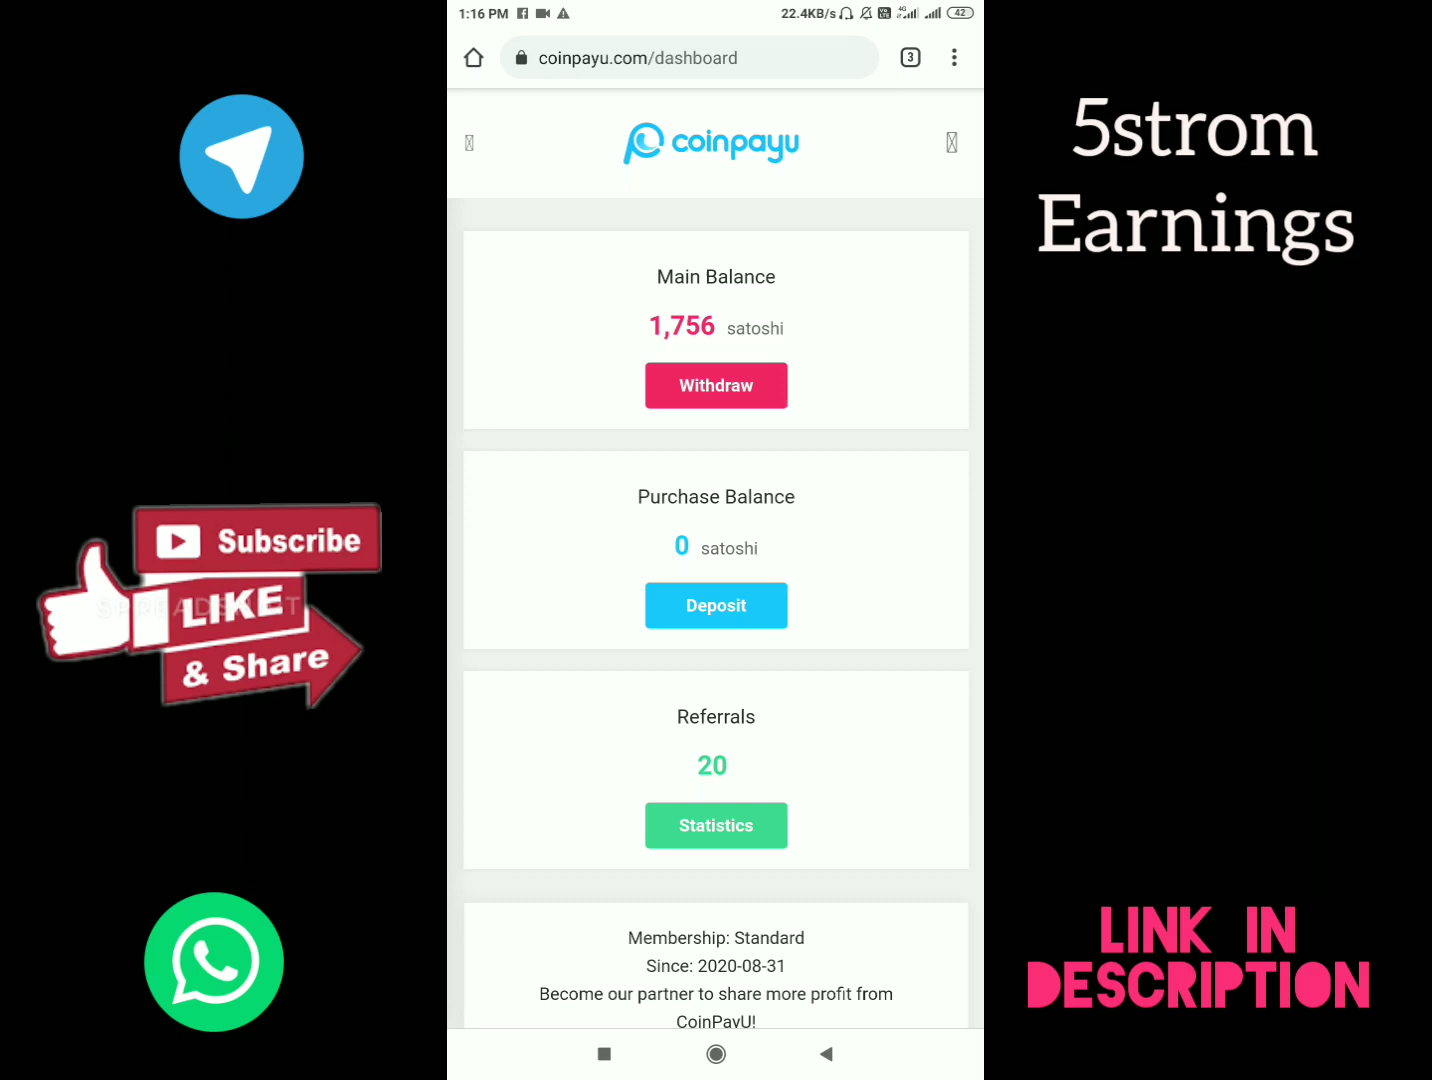 1:16 PM
22.4KB/s
4G
42
coinpayu.com/dashboard
3
coinpayu
Main Balance
1,756 satoshi
Withdraw
Purchase Balance
0 satoshi
Deposit
Referrals
20
Statistics
Membership: Standard
Since: 2020-08-31
Become our partner to share more profit from
CoinPayU!
Subscribe
LIKE
& Share
5strom
Earnings
LINK IN
DESCRIPTION